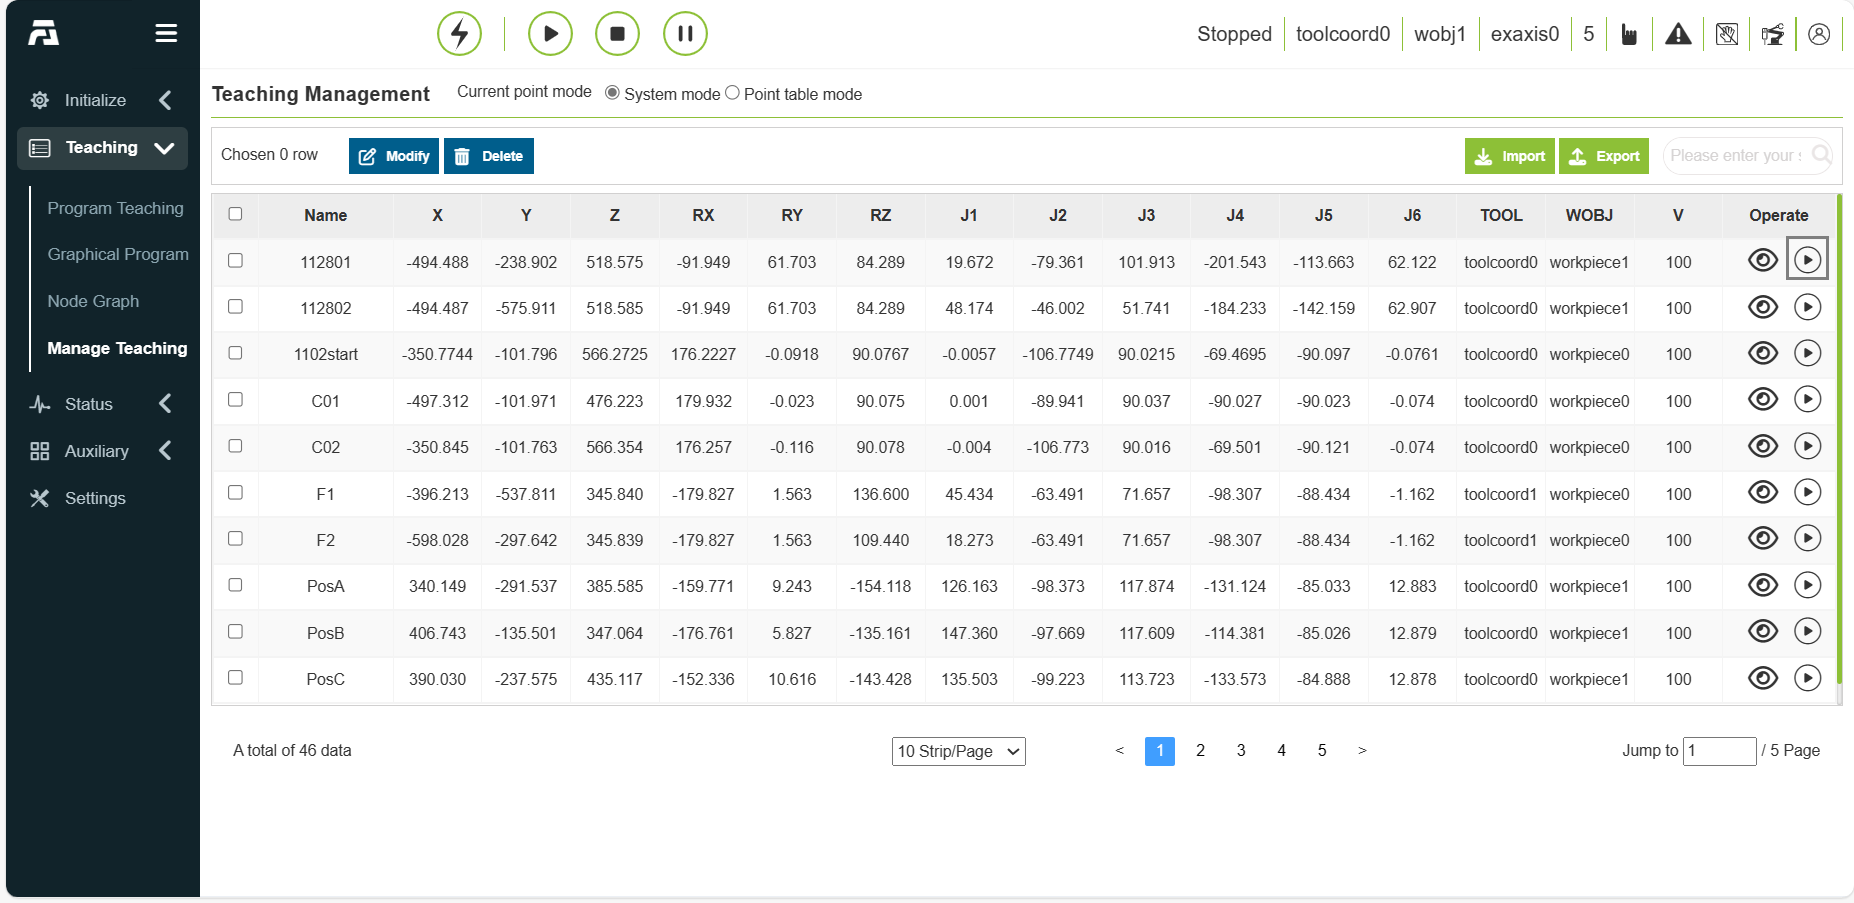 Stopped toolcoord0 wobj1 exaxis0 5
Initialize
Teaching
Program Teaching
Graphical Program
Node Graph
Manage Teaching
Status
Auxiliary
Settings
Teaching Management Current point mode System mode Point table mode
Chosen 0 row Modify Delete Import Export Please enter your s
Name X Y Z RX RY RZ J1 J2 J3 J4 J5 J6 TOOL WOBJ V Operate
112801 -494.488 -238.902 518.575 -91.949 61.703 84.289 19.672 -79.361 101.913 -201.543 -113.663 62.122 toolcoord0 workpiece1 100
112802 -494.487 -575.911 518.585 -91.949 61.703 84.289 48.174 -46.002 51.741 -184.233 -142.159 62.907 toolcoord0 workpiece1 100
1102start -350.7744 -101.796 566.2725 176.2227 -0.0918 90.0767 -0.0057 -106.7749 90.0215 -69.4695 -90.097 -0.0761 toolcoord0 workpiece0 100
C01 -497.312 -101.971 476.223 179.932 -0.023 90.075 0.001 -89.941 90.037 -90.027 -90.023 -0.074 toolcoord0 workpiece0 100
C02 -350.845 -101.763 566.354 176.257 -0.116 90.078 -0.004 -106.773 90.016 -69.501 -90.121 -0.074 toolcoord0 workpiece0 100
F1 -396.213 -537.811 345.840 -179.827 1.563 136.600 45.434 -63.491 71.657 -98.307 -88.434 -1.162 toolcoord1 workpiece0 100
F2 -598.028 -297.642 345.839 -179.827 1.563 109.440 18.273 -63.491 71.657 -98.307 -88.434 -1.162 toolcoord1 workpiece0 100
PosA 340.149 -291.537 385.585 -159.771 9.243 -154.118 126.163 -98.373 117.874 -131.124 -85.033 12.883 toolcoord0 workpiece1 100
PosB 406.743 -135.501 347.064 -176.761 5.827 -135.161 147.360 -97.669 117.609 -114.381 -85.026 12.879 toolcoord0 workpiece1 100
PosC 390.030 -237.575 435.117 -152.336 10.616 -143.428 135.503 -99.223 113.723 -133.573 -84.888 12.878 toolcoord0 workpiece1 100
A total of 46 data 10 Strip/Page < 1 2 3 4 5 > Jump to 1 / 5 Page